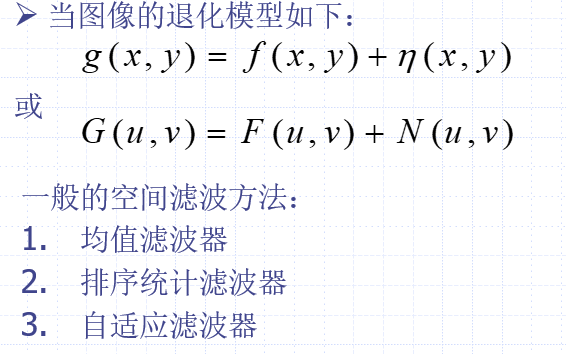 ➢ 当图像的退化模型如下：
g(x, y) = f(x, y) + η(x, y)
或
G(u, v) = F(u, v) + N(u, v)
一般的空间滤波方法：
1. 均值滤波器
2. 排序统计滤波器
3. 自适应滤波器